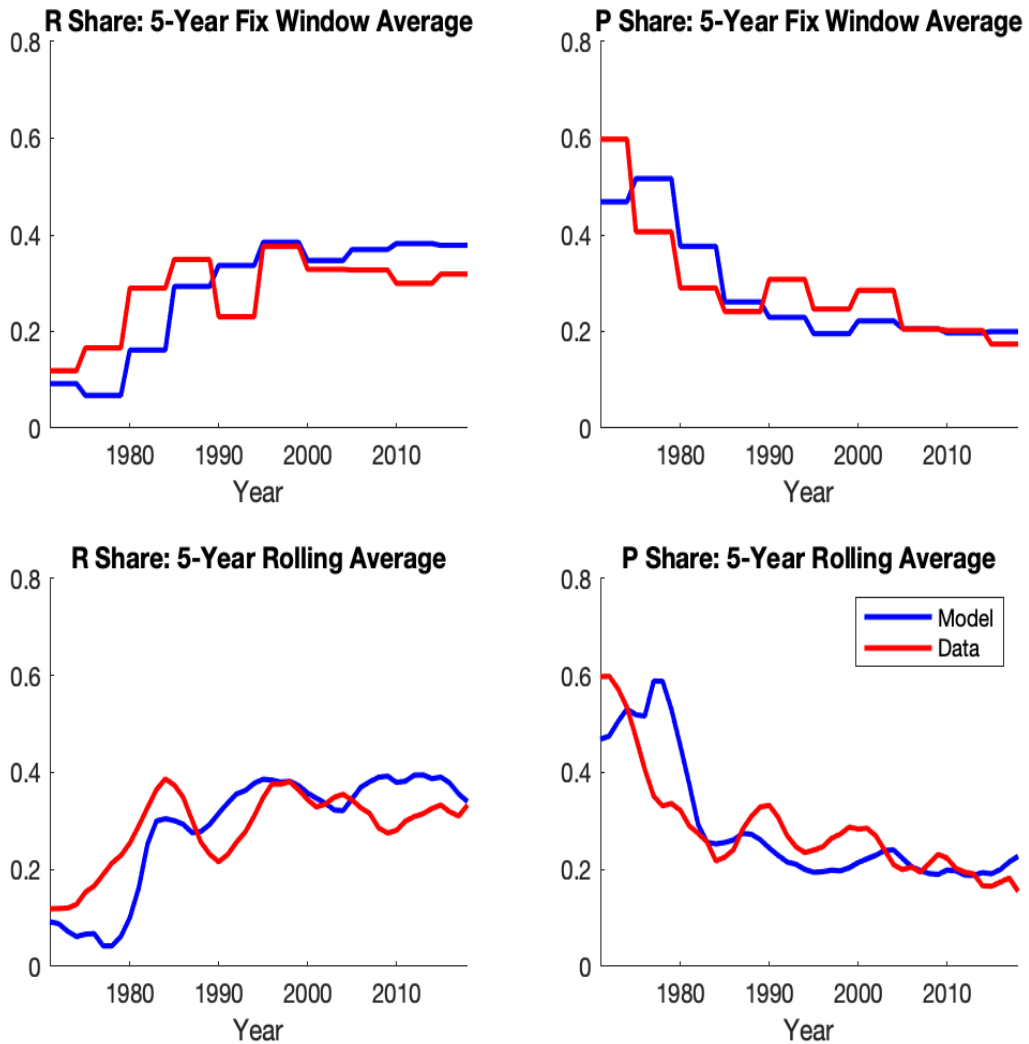 R Share: 5-Year Fix Window Average
0.8
0.6
0.4
0.2
0
1980 1990 2000 2010
Year
P Share: 5-Year Fix Window Average
0.8
0.6
0.4
0.2
0
1980 1990 2000 2010
Year
R Share: 5-Year Rolling Average
0.8
0.6
0.4
0.2
0
1980 1990 2000 2010
Year
P Share: 5-Year Rolling Average
0.8
0.6
0.4
0.2
0
Model
Data
1980 1990 2000 2010
Year